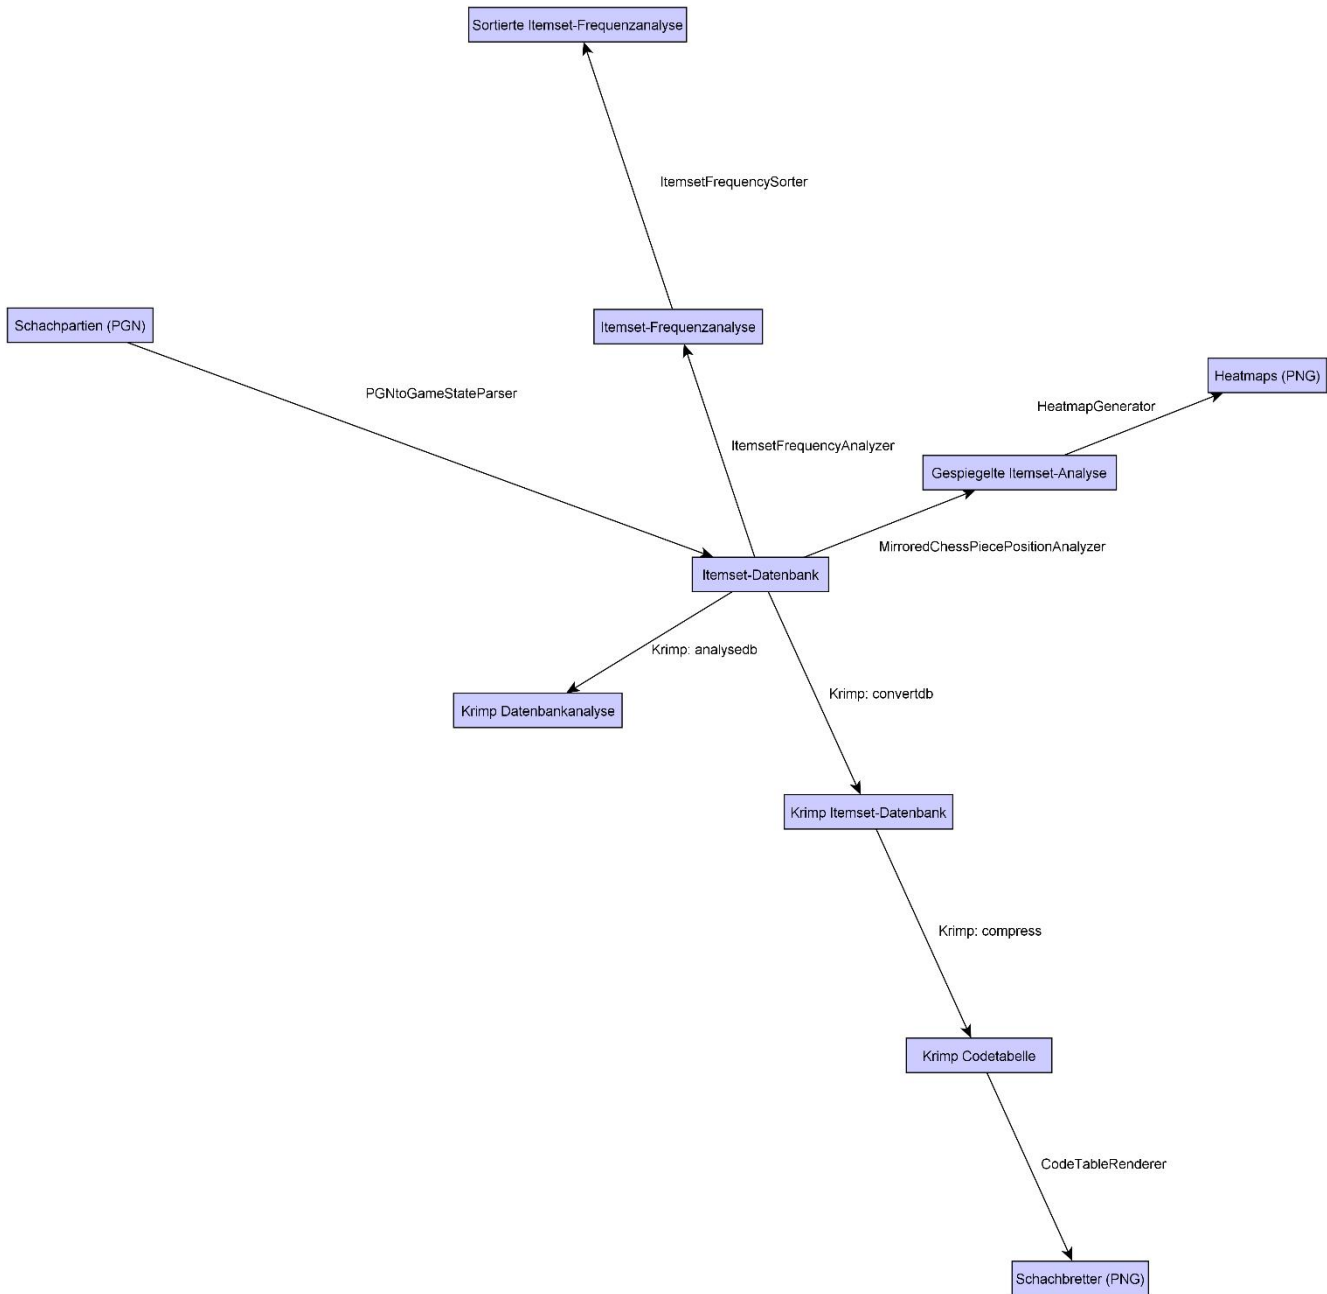 Sortierte Itemset-Frequenzanalyse
ItemsetFrequencySorter
Schachpartien (PGN)
Itemset-Frequenzanalyse
PGNtoGameStateParser
Heatmaps (PNG)
HeatmapGenerator
ItemsetFrequencyAnalyzer
Gespiegelte Itemset-Analyse
MirroredChessPiecePositionAnalyzer
Itemset-Datenbank
Krimp: analysedb
Krimp: convertdb
Krimp Datenbankanalyse
Krimp Itemset-Datenbank
Krimp: compress
Krimp Codetabelle
CodeTableRenderer
Schachbretter (PNG)